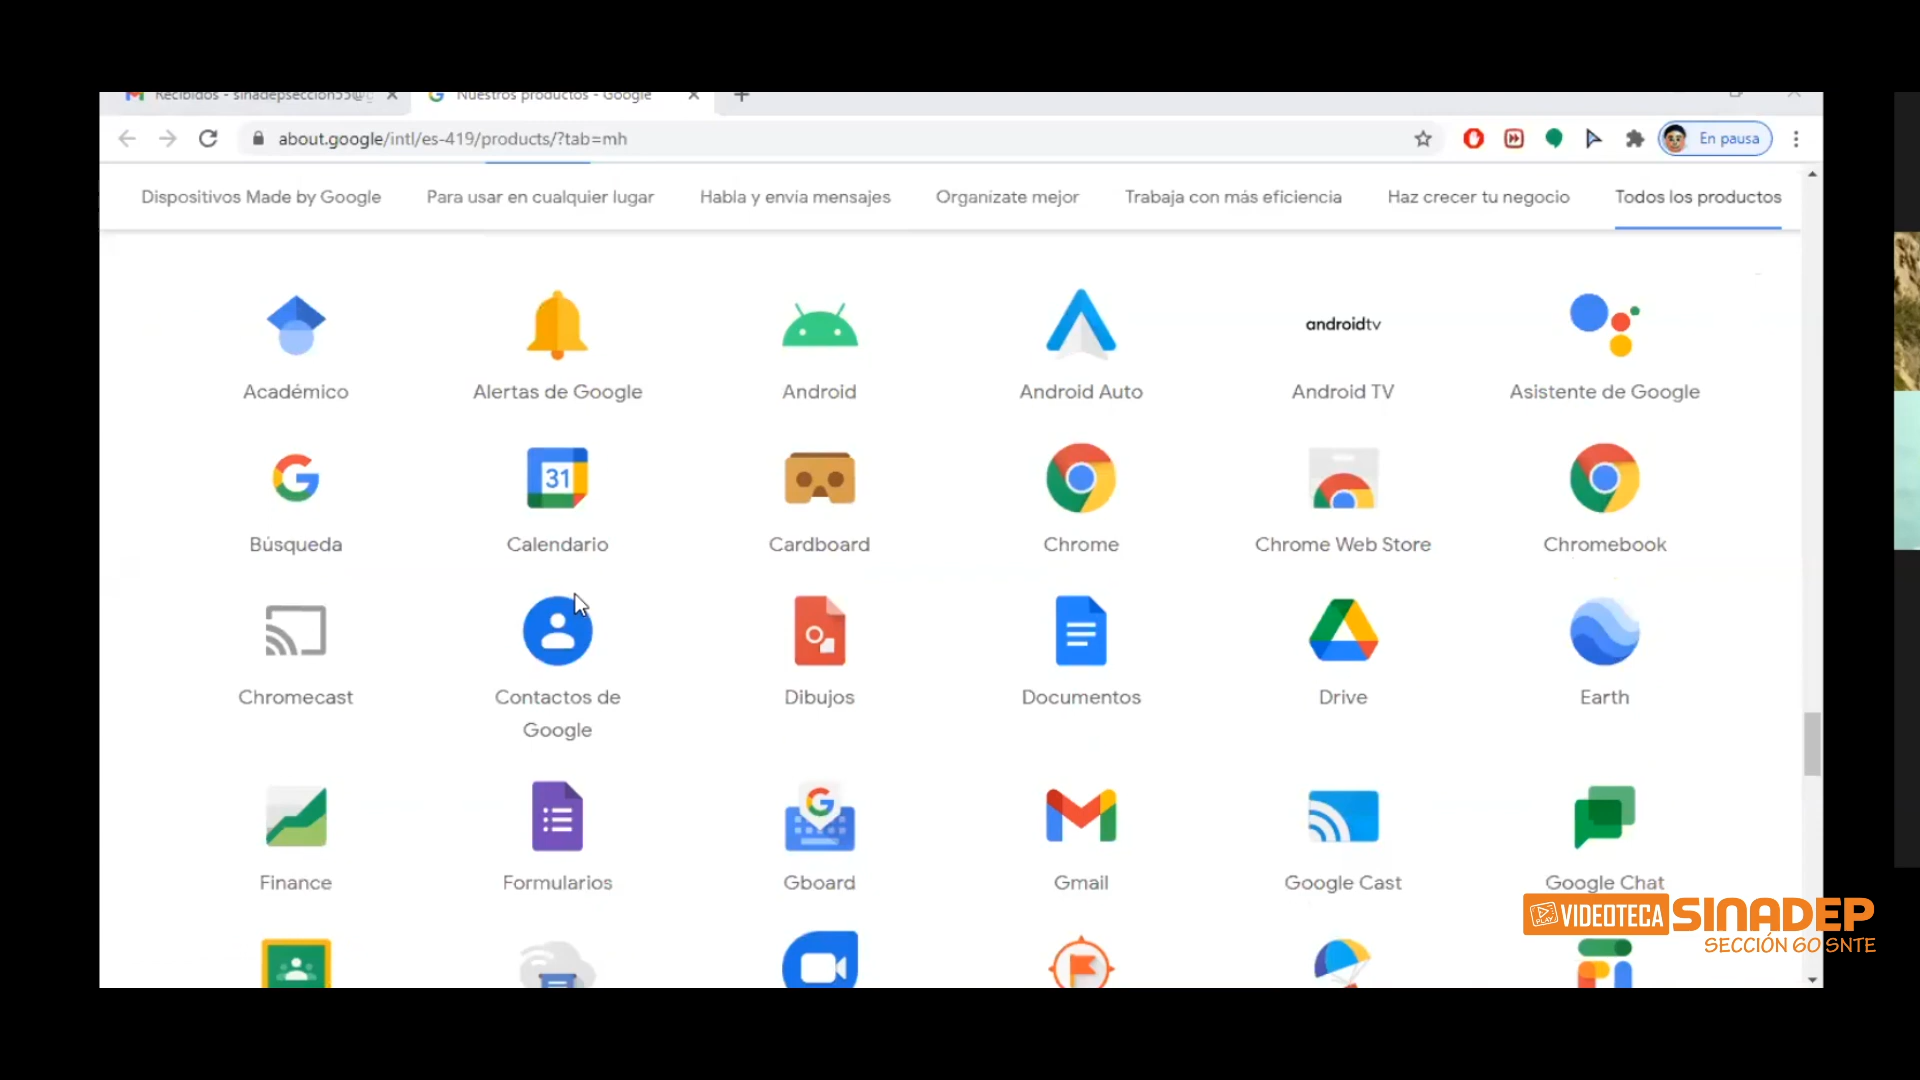 Recibidos - sinadepseccion55@g
Nuestros productos - Google
about.google/intl/es-419/products/?tab=mh
En pausa
Dispositivos Made by Google
Para usar en cualquier lugar
Habla y envía mensajes
Organízate mejor
Trabaja con más eficiencia
Haz crecer tu negocio
Todos los productos
androidtv
Académico
Alertas de Google
Android
Android Auto
Android TV
Asistente de Google
31
Búsqueda
Calendario
Cardboard
Chrome
Chrome Web Store
Chromebook
Chromecast
Contactos de
Google
Dibujos
Documentos
Drive
Earth
Finance
Formularios
Gboard
Gmail
Google Cast
Google Chat
PLAY
VIDEOTECA SINADEP
SECCIÓN 60 SNTE